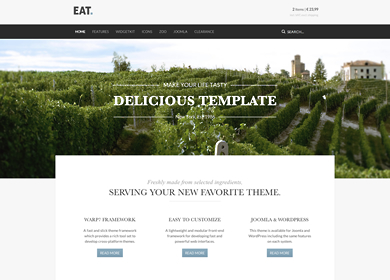 EAT.
2 Items | € 23,99
HOME FEATURES WIDGETKIT ICONS ZOO JOOMLA CLEARANCE SEARCH...
MAKE YOUR LIFE TASTY
DELICIOUS TEMPLATE
Freshly made from selected ingredients,
SERVING YOUR NEW FAVORITE THEME.
WARP7 FRAMEWORK
A fast and slick theme framework
which provides a rich tool set to
develop cross-platform themes.
READ MORE
EASY TO CUSTOMIZE
A lightweight and modular front-end
framework for developing fast and
powerful web interfaces.
READ MORE
JOOMLA & WORDPRESS
This theme is available for Joomla and
WordPress including the same features
on each system.
READ MORE